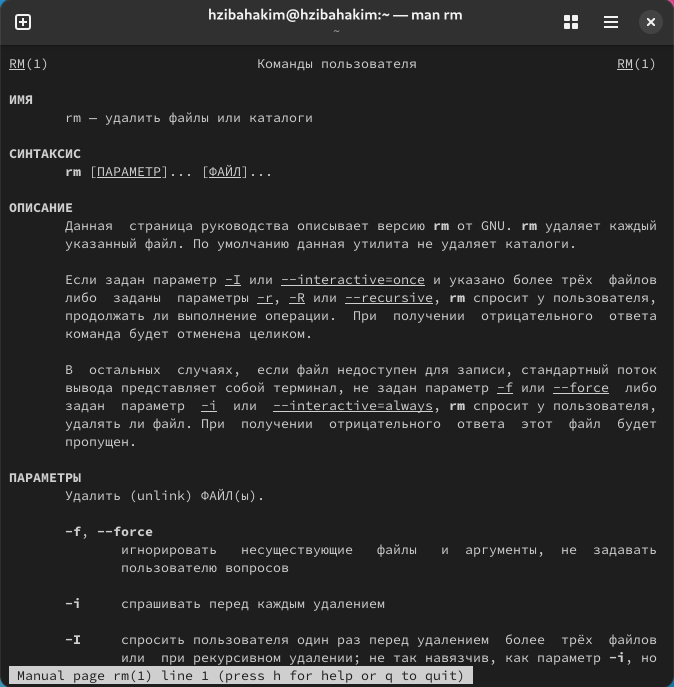 hzibahakim@hzibahakim:~ — man rm
~
RM(1) Команды пользователя RM(1)
ИМЯ
rm – удалить файлы или каталоги
СИНТАКСИС
rm [ПАРАМЕТР]... [ФАЙЛ]...
ОПИСАНИЕ
Данная страница руководства описывает версию rm от GNU. rm удаляет каждый
указанный файл. По умолчанию данная утилита не удаляет каталоги.
Если задан параметр -I или --interactive=once и указано более трёх файлов
либо заданы параметры -r, -R или --recursive, rm спросит у пользователя,
продолжать ли выполнение операции. При получении отрицательного ответа
команда будет отменена целиком.
В остальных случаях, если файл недоступен для записи, стандартный поток
вывода представляет собой терминал, не задан параметр -f или --force либо
задан параметр -i или --interactive=always, rm спросит у пользователя,
удалять ли файл. При получении отрицательного ответа этот файл будет
пропущен.
ПАРАМЕТРЫ
Удалить (unlink) ФАЙЛ(ы).
-f, --force
игнорировать несуществующие файлы и аргументы, не задавать
пользователю вопросов
-i спрашивать перед каждым удалением
-I спросить пользователя один раз перед удалением более трёх файлов
или при рекурсивном удалении; не так навязчив, как параметр -i, но
Manual page rm(1) line 1 (press h for help or q to quit)